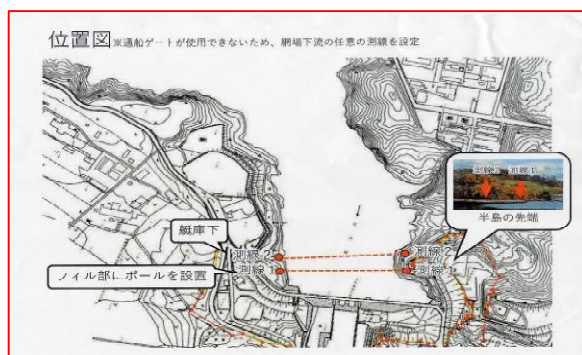 位置図 ※通船ゲートが使用できないため、網場下流の任意の測線を設定
測線2 測線1
半島の先端
艇庫下
測線2
測線2
測線1
測線1
ノイル部にポールを設置